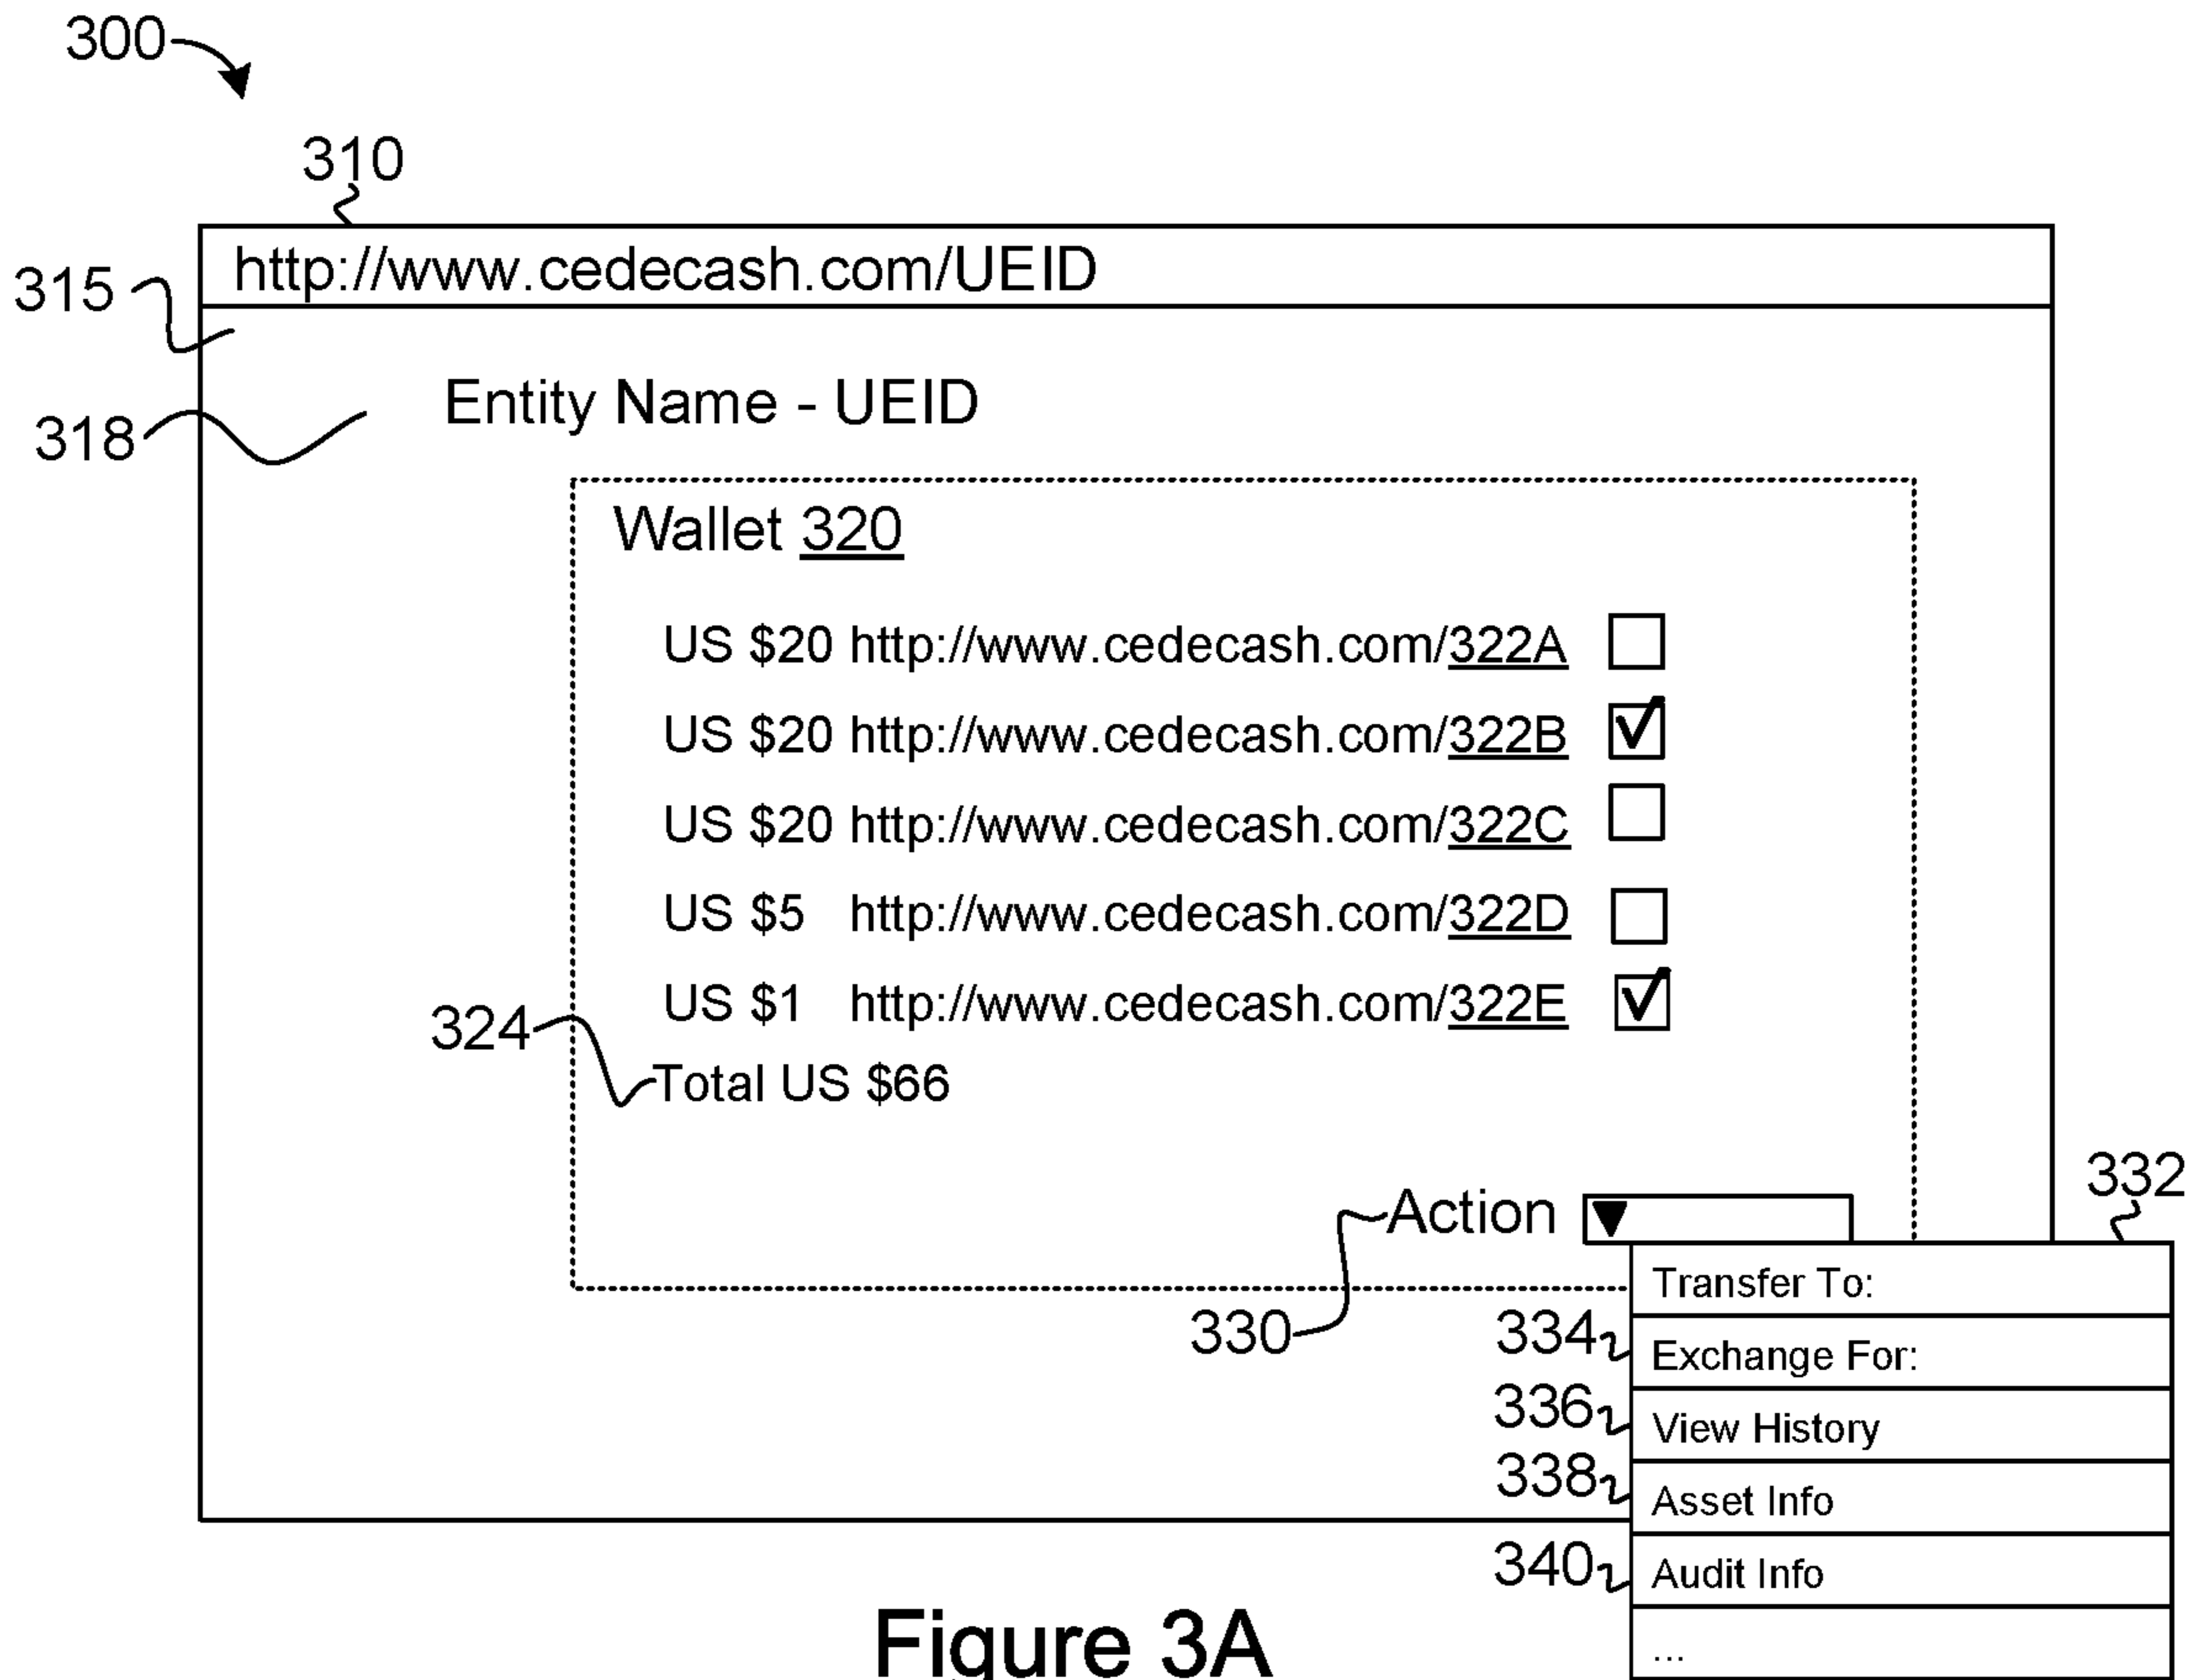 300
310
http://www.cedecash.com/UEID
315
Entity Name - UEID
318
Wallet 320
US $20 http://www.cedecash.com/322A
US $20 http://www.cedecash.com/322B
US $20 http://www.cedecash.com/322C
US $5 http://www.cedecash.com/322D
US $1 http://www.cedecash.com/322E
324
Total US $66
332
Action
Transfer To:
330
334 Exchange For:
336 View History
338 Asset Info
340 Audit Info
...
Figure 3A